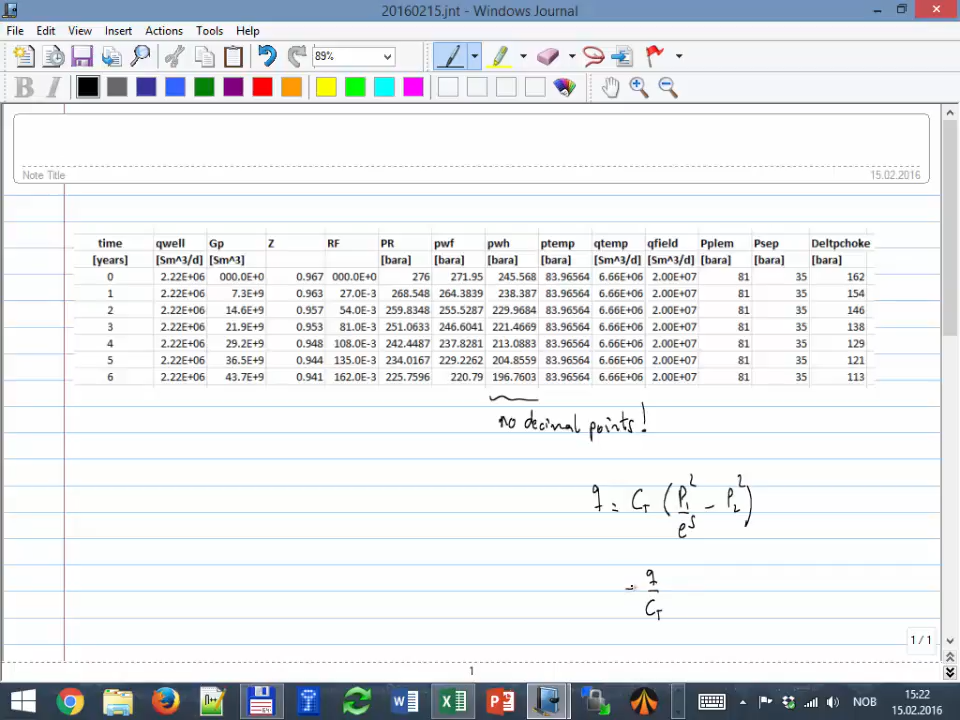 20160215.jnt - Windows Journal
File Edit View Insert Actions Tools Help
89%
B I
Note Title 15.02.2016
time qwell Gp Z RF PR pwf pwh ptemp qtemp qfield Pplem Psep Deltpchoke
[years] [Sm^3/d] [Sm^3] [bara] [bara] [bara] [bara] [Sm^3/d] [Sm^3/d] [bara] [bara] [bara]
0 2.22E+06 000.0E+0 0.967 000.0E+0 276 271.95 245.568 83.96564 6.66E+06 2.00E+07 81 35 162
1 2.22E+06 7.3E+9 0.963 27.0E-3 268.548 264.3839 238.387 83.96564 6.66E+06 2.00E+07 81 35 154
2 2.22E+06 14.6E+9 0.957 54.0E-3 259.8348 255.5287 229.9684 83.96564 6.66E+06 2.00E+07 81 35 146
3 2.22E+06 21.9E+9 0.953 81.0E-3 251.0633 246.6041 221.4669 83.96564 6.66E+06 2.00E+07 81 35 138
4 2.22E+06 29.2E+9 0.948 108.0E-3 242.4487 237.8281 213.0883 83.96564 6.66E+06 2.00E+07 81 35 129
5 2.22E+06 36.5E+9 0.944 135.0E-3 234.0167 229.2262 204.8559 83.96564 6.66E+06 2.00E+07 81 35 121
6 2.22E+06 43.7E+9 0.941 162.0E-3 225.7596 220.79 196.7603 83.96564 6.66E+06 2.00E+07 81 35 113
no decimal points!
q = C_T (P_1^2 / e^s - P_2^2)
- q / C_T
1 / 1
1
NOB
15:22
15.02.2016